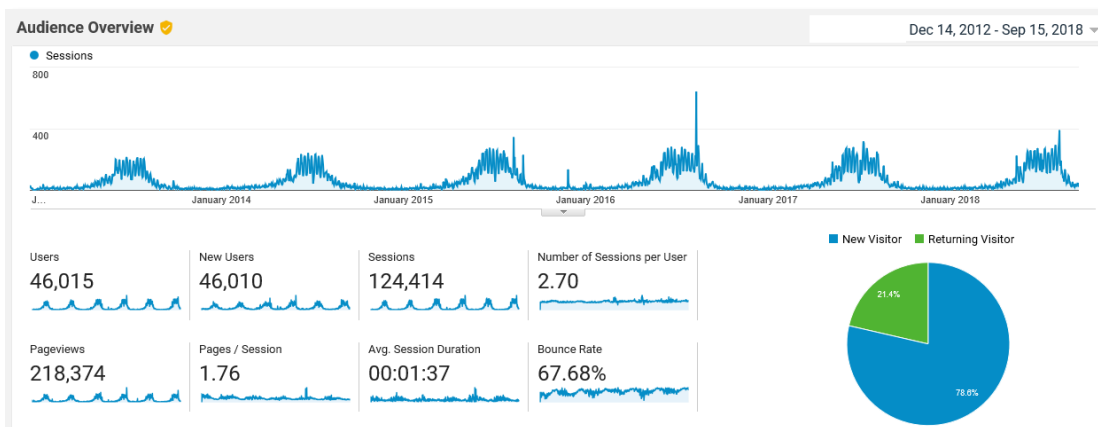 Audience Overview
Dec 14, 2012 - Sep 15, 2018
Sessions
800
400
J...
January 2014
January 2015
January 2016
January 2017
January 2018
New Visitor
Returning Visitor
Users
46,015
New Users
46,010
Sessions
124,414
Number of Sessions per User
2.70
Pageviews
218,374
Pages / Session
1.76
Avg. Session Duration
00:01:37
Bounce Rate
67.68%
21.4%
78.6%